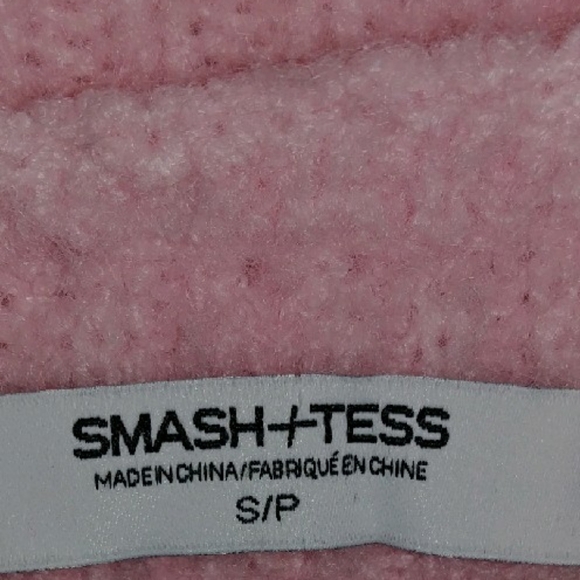 SMASH+TESS
MADE IN CHINA/FABRIQUÉ EN CHINE
S/P